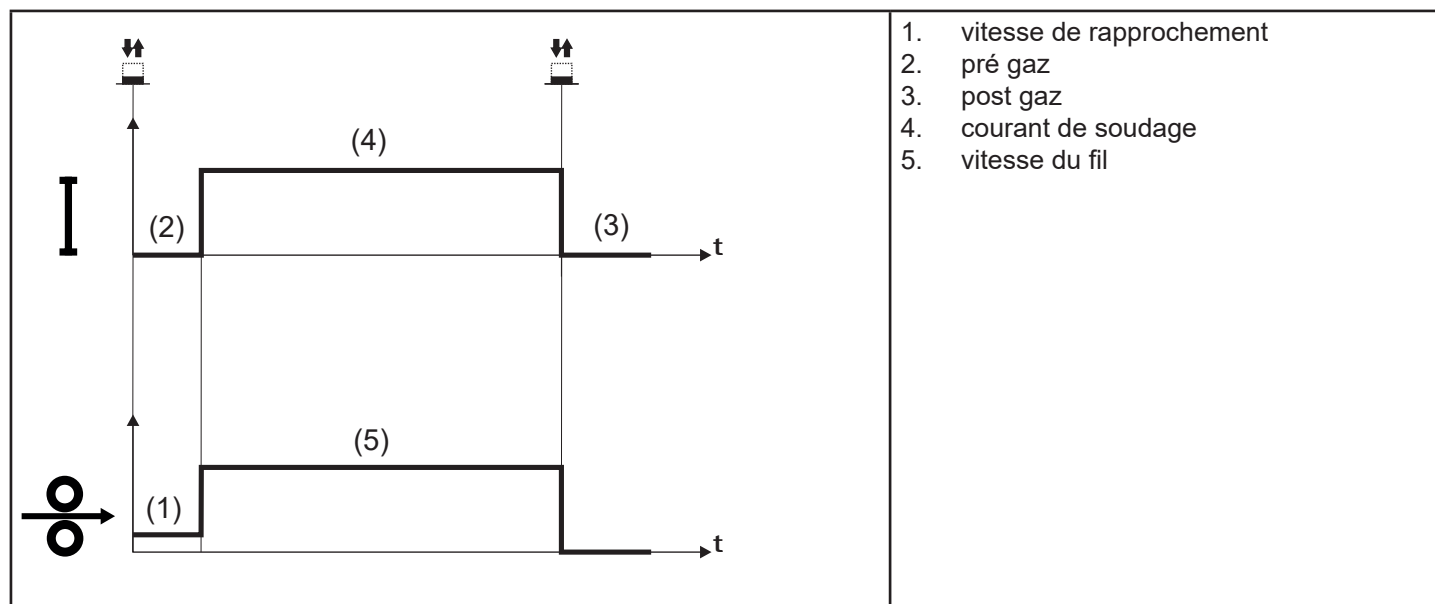 (4)
(2)
(3)
t
(5)
(1)
t
1. vitesse de rapprochement
2. pré gaz
3. post gaz
4. courant de soudage
5. vitesse du fil